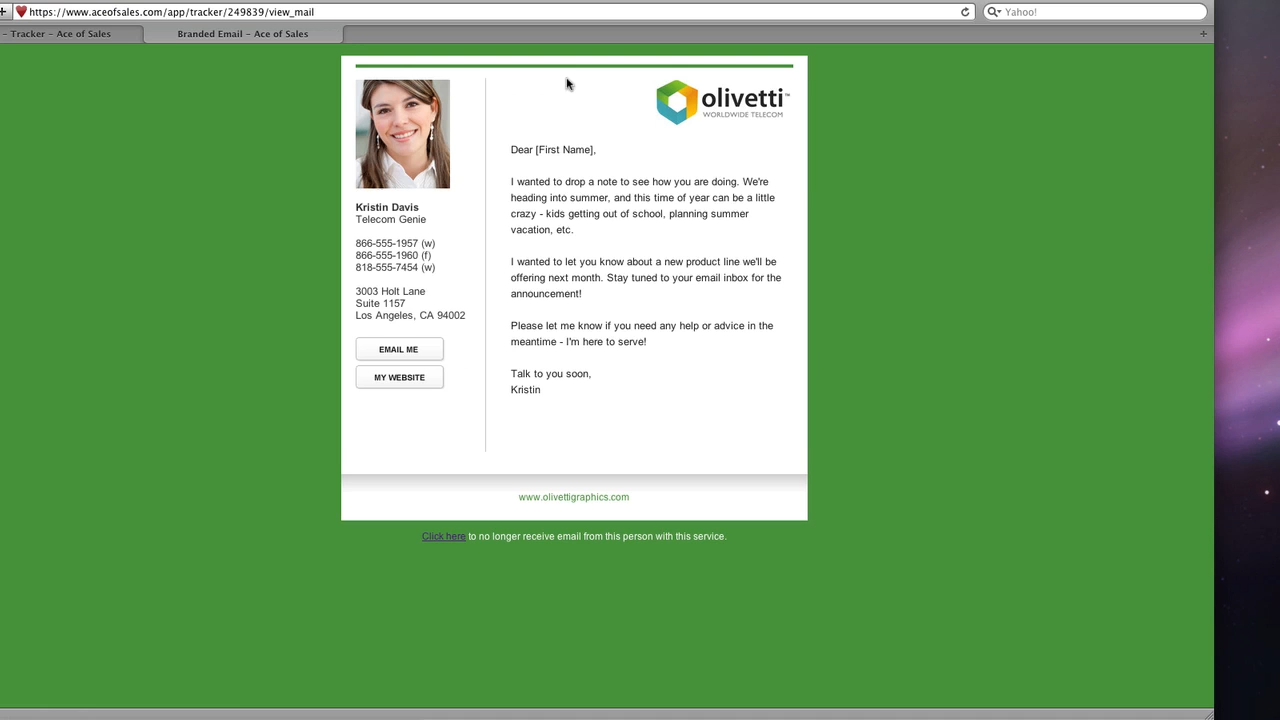 https://www.aceofsales.com/app/tracker/249839/view_mail
Yahoo!
- Tracker - Ace of Sales
Branded Email - Ace of Sales
olivetti™
WORLDWIDE TELECOM
Kristin Davis
Telecom Genie
866-555-1957 (w)
866-555-1960 (f)
818-555-7454 (w)
3003 Holt Lane
Suite 1157
Los Angeles, CA 94002
EMAIL ME
MY WEBSITE
Dear [First Name],
I wanted to drop a note to see how you are doing. We're
heading into summer, and this time of year can be a little
crazy - kids getting out of school, planning summer
vacation, etc.
I wanted to let you know about a new product line we'll be
offering next month. Stay tuned to your email inbox for the
announcement!
Please let me know if you need any help or advice in the
meantime - I'm here to serve!
Talk to you soon,
Kristin
www.olivettigraphics.com
Click here to no longer receive email from this person with this service.